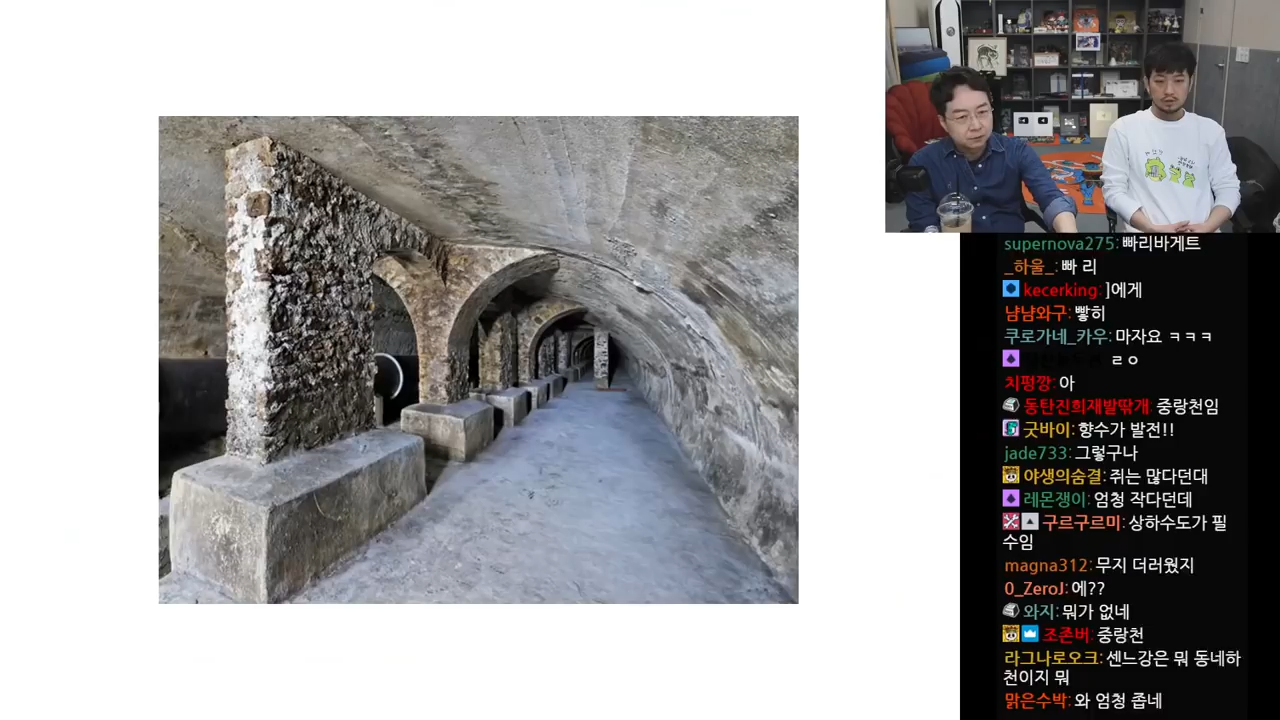 supernova275: 빠리바게트
_하울_: 빠 리
kecerking: ]에게
냠냠와구: 빻히
쿠로가네_카우: 마자요 ㅋㅋㅋ
ㄹㅇ
치펑깡: 아
동탄진희재발딲개: 중랑천임
굿바이: 향수가 발전!!
jade733: 그렇구나
야생의숨결: 쥐는 많다던대
레몬쟁이: 엄청 작다던데
구르구르미: 상하수도가 필
수임
magna312: 무지 더러웠지
0_ZeroJ: 에??
와지: 뭐가 없네
조존버: 중랑천
라그나로오크: 센느강은 뭐 동네하
천이지 뭐
맑은수박: 와 엄청 좁네